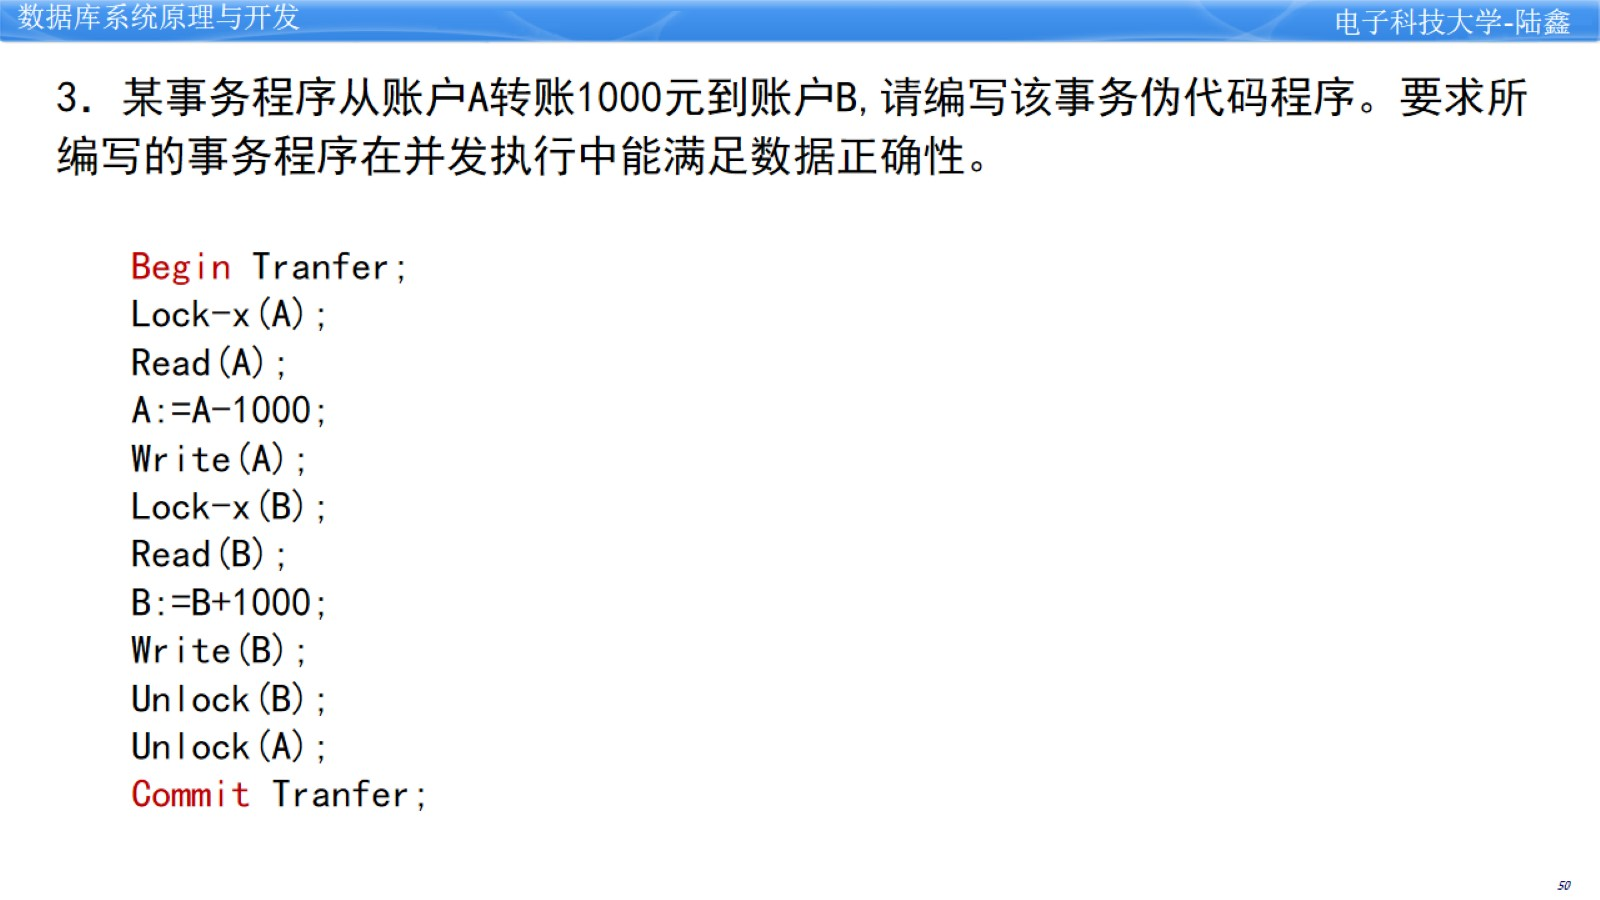 数据库系统原理与开发
电子科技大学-陆鑫
3. 某事务程序从账户A转账1000元到账户B,请编写该事务伪代码程序。要求所
编写的事务程序在并发执行中能满足数据正确性。
Begin Tranfer;
Lock-x(A);
Read(A);
A:=A-1000;
Write(A);
Lock-x(B);
Read(B);
B:=B+1000;
Write(B);
Unlock(B);
Unlock(A);
Commit Tranfer;
50